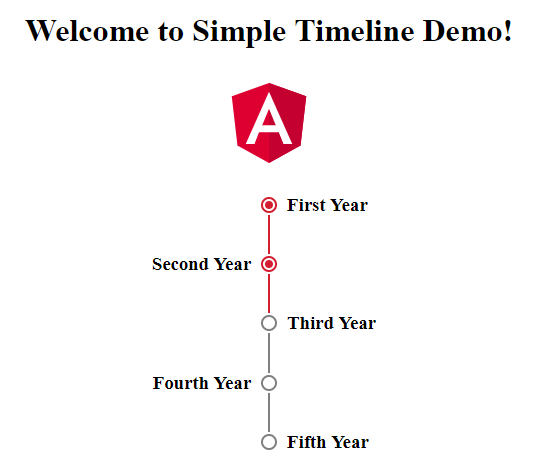 Welcome to Simple Timeline Demo!
A
First Year
Second Year
Third Year
Fourth Year
Fifth Year